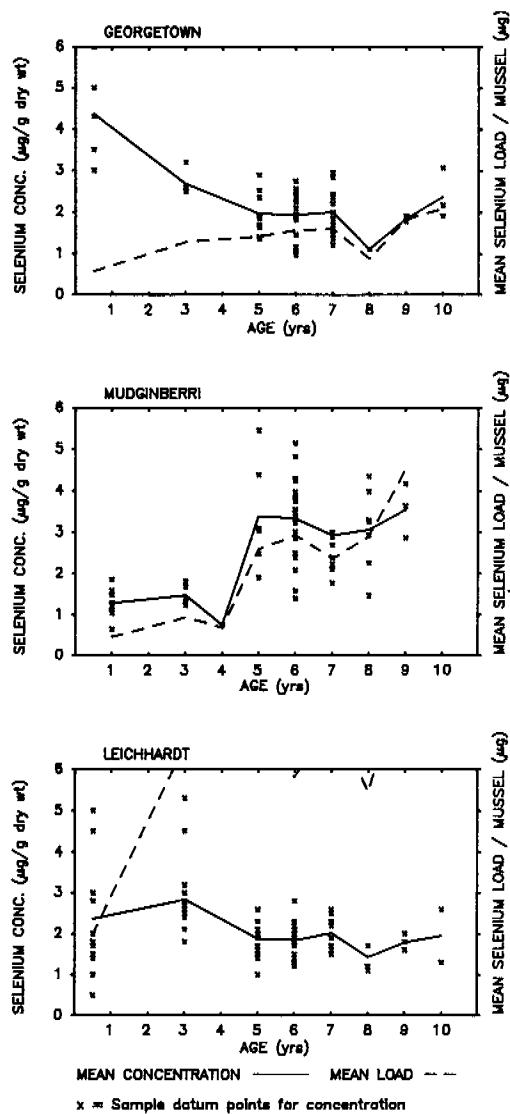 GEORGETOWN
SELENIUM CONC. (µg/g dry wt)
MEAN SELENIUM LOAD / MUSSEL (µg)
6
5
4
3
2
1
0
1 2 3 4 5 6 7 8 9 10
AGE (yrs)
MUDGINBERRI
SELENIUM CONC. (µg/g dry wt)
MEAN SELENIUM LOAD / MUSSEL (µg)
6
5
4
3
2
1
0
1 2 3 4 5 6 7 8 9 10
AGE (yrs)
LEICHHARDT
SELENIUM CONC. (µg/g dry wt)
MEAN SELENIUM LOAD / MUSSEL (µg)
6
5
4
3
2
1
0
1 2 3 4 5 6 7 8 9 10
AGE (yrs)
MEAN CONCENTRATION MEAN LOAD
x = Sample datum points for concentration